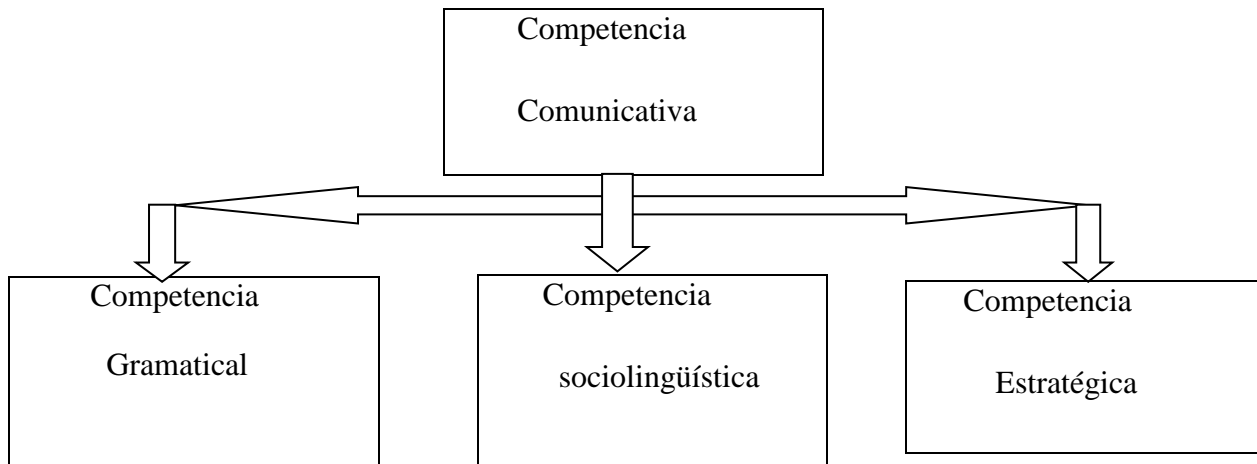 Competencia
Comunicativa
Competencia
Gramatical
Competencia
sociolingüística
Competencia
Estratégica